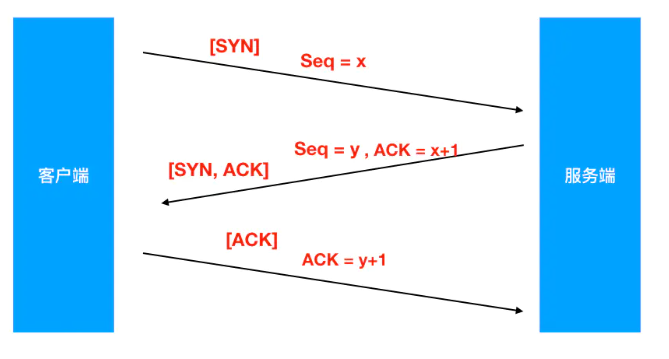 [SYN]
Seq = x
Seq = y , ACK = x+1
[SYN, ACK]
客户端
服务端
[ACK]
ACK = y+1